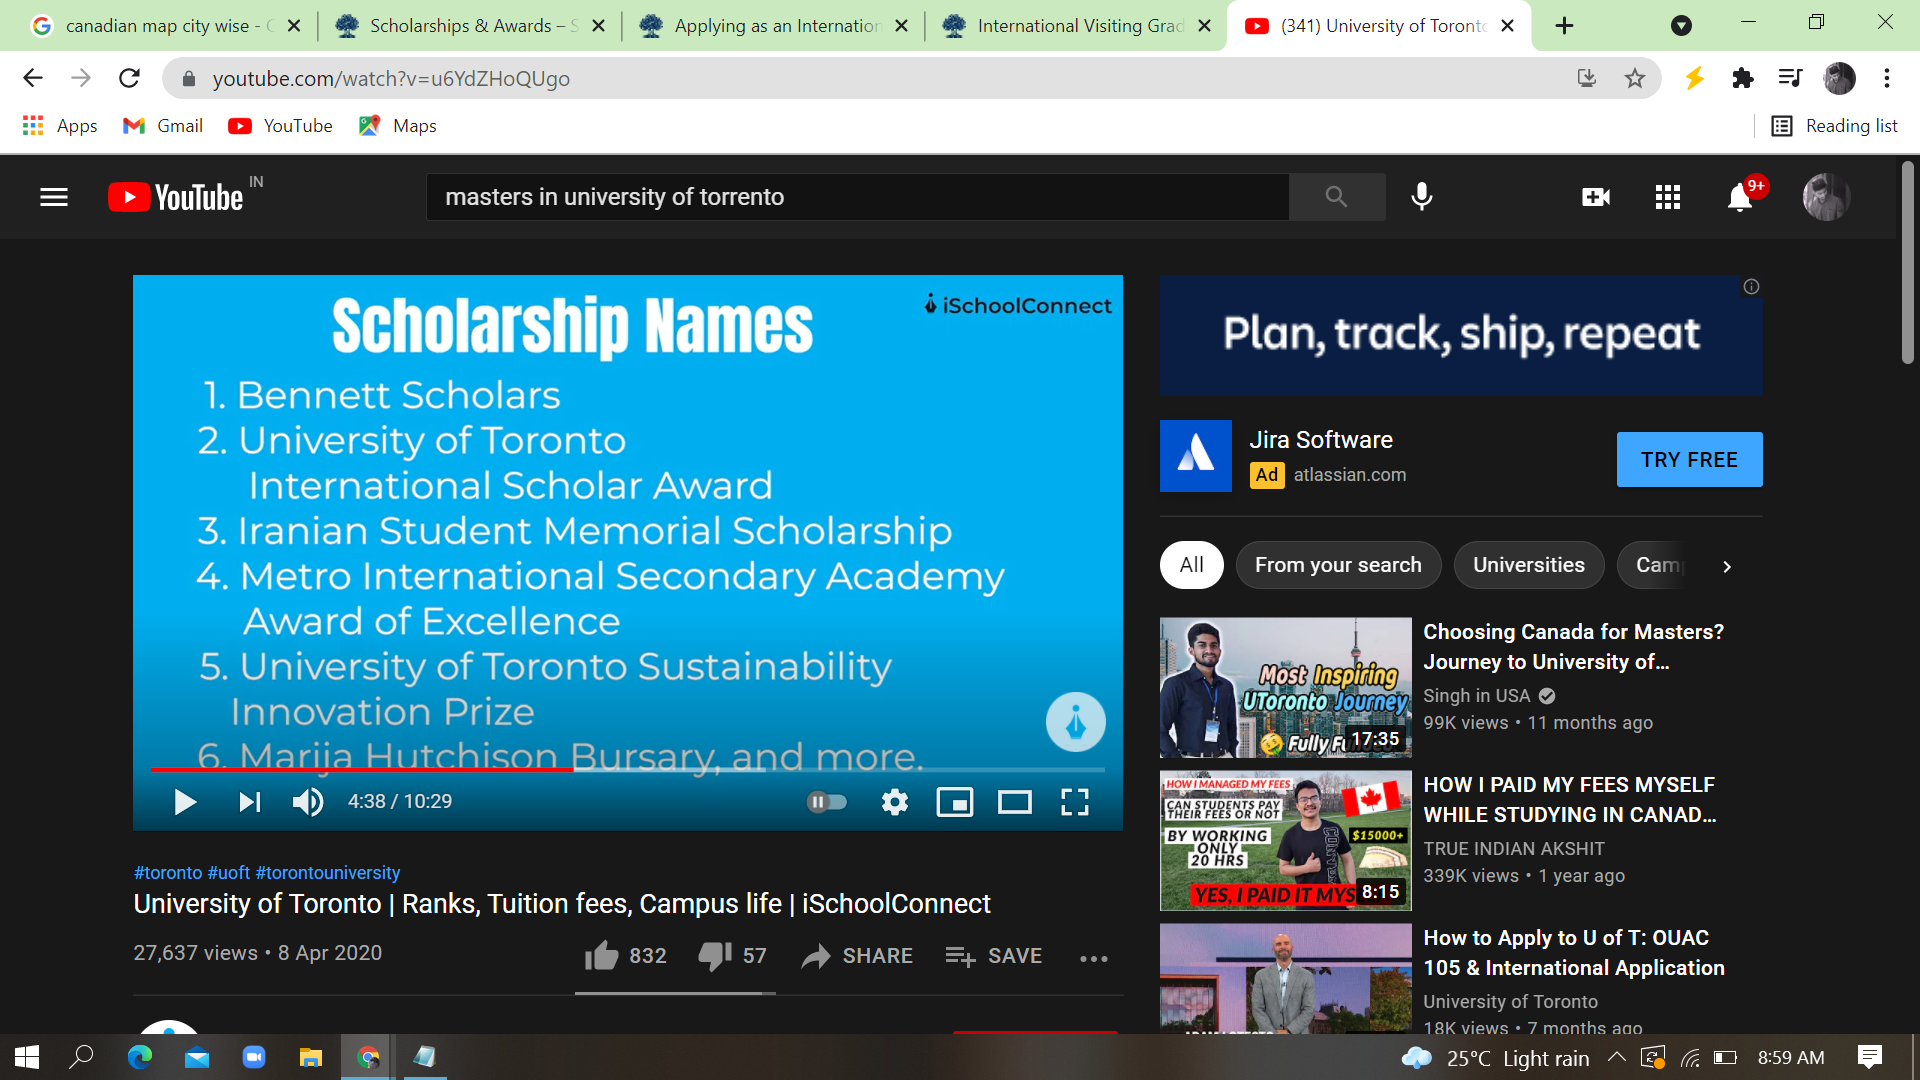 canadian map city wise - G
Scholarships & Awards – S
Applying as an Internation
International Visiting Grad
(341) University of Toronto
youtube.com/watch?v=u6YdZHoQUgo
Apps
Gmail
YouTube
Maps
Reading list
YouTube IN
masters in university of torrento
9+
Scholarship Names
iSchoolConnect
1. Bennett Scholars
2. University of Toronto
International Scholar Award
3. Iranian Student Memorial Scholarship
4. Metro International Secondary Academy
Award of Excellence
5. University of Toronto Sustainability
Innovation Prize
6. Marija Hutchison Bursary, and more.
4:38 / 10:29
#toronto #uoft #torontouniversity
University of Toronto | Ranks, Tuition fees, Campus life | iSchoolConnect
27,637 views • 8 Apr 2020
832
57
SHARE
SAVE
Plan, track, ship, repeat
Jira Software
Ad atlassian.com
TRY FREE
All
From your search
Universities
Cam
Most Inspiring
UToronto Journey
Fully
17:35
Choosing Canada for Masters?
Journey to University of...
Singh in USA
99K views • 11 months ago
HOW I MANAGED MY FEES
CAN STUDENTS PAY
THEIR FEES OR NOT
BY WORKING
ONLY
20 HRS
$15000+
YES, I PAID IT MYS
8:15
HOW I PAID MY FEES MYSELF
WHILE STUDYING IN CANAD...
TRUE INDIAN AKSHIT
339K views • 1 year ago
How to Apply to U of T: OUAC
105 & International Application
University of Toronto
18K views • 7 months ago
25°C Light rain
8:59 AM